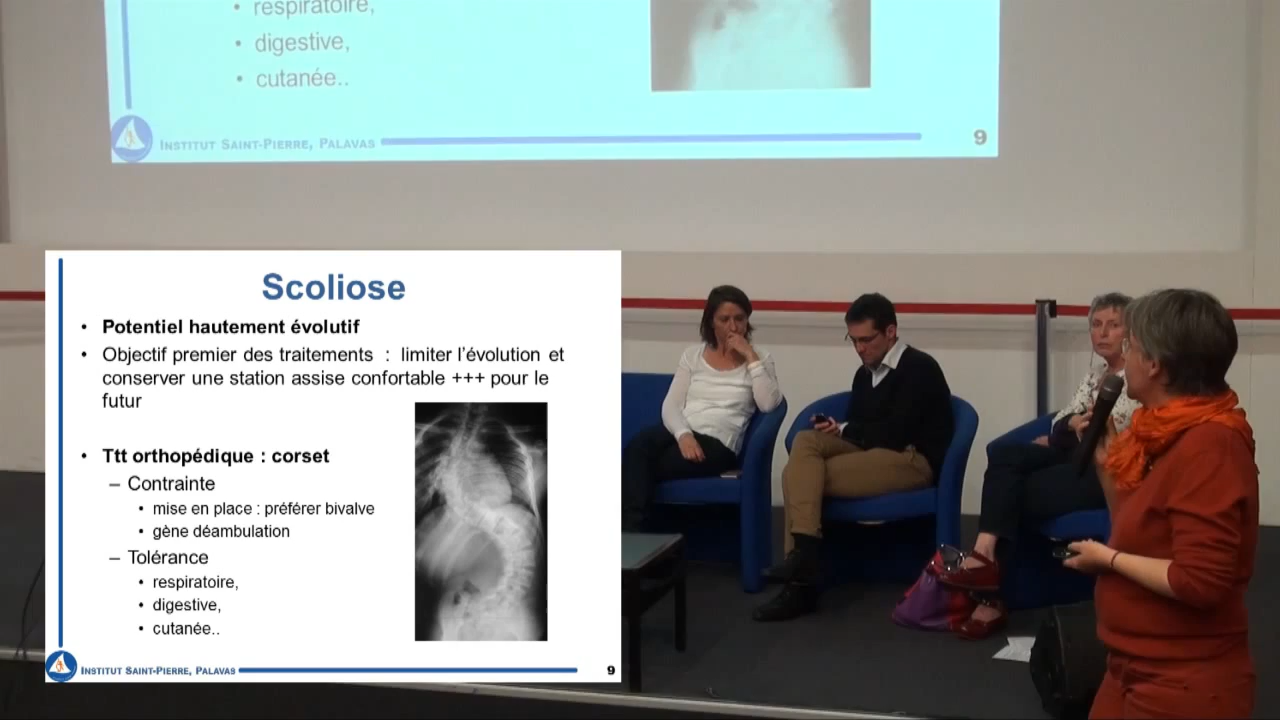 respiratoire,
• digestive,
• cutanée..
INSTITUT SAINT-PIERRE, PALAVAS
9
Scoliose
• Potentiel hautement évolutif
• Objectif premier des traitements : limiter l'évolution et
conserver une station assise confortable +++ pour le
futur
• Ttt orthopédique : corset
– Contrainte
• mise en place : préférer bivalve
• gène déambulation
– Tolérance
• respiratoire,
• digestive,
• cutanée..
INSTITUT SAINT-PIERRE, PALAVAS
9